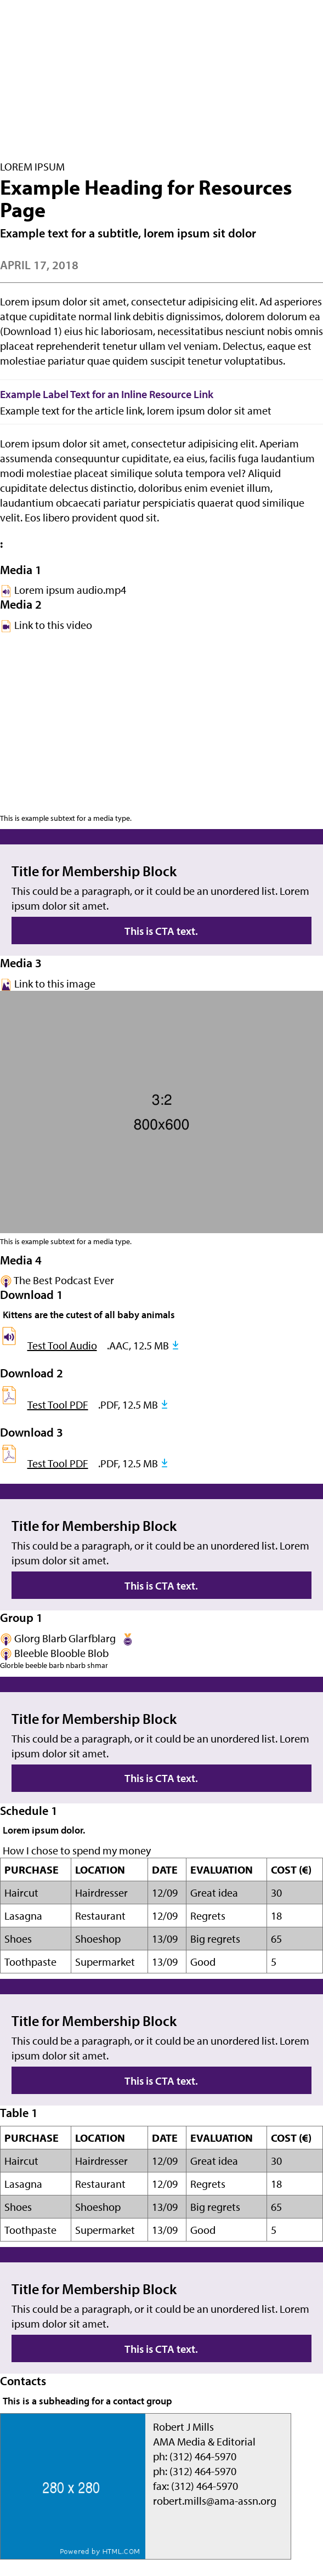 LOREM IPSUM
Example Heading for Resources
Page
Example text for a subtitle, lorem ipsum sit dolor
APRIL 17, 2018
Lorem ipsum dolor sit amet, consectetur adipisicing elit. Ad asperiores
atque cupiditate normal link debitis dignissimos, dolorem dolorum ea
(Download 1) eius hic laboriosam, necessitatibus nesciunt nobis omnis
placeat reprehenderit tenetur ullam vel veniam. Delectus, eaque est
molestiae pariatur quae quidem suscipit tenetur voluptatibus.
Example Label Text for an Inline Resource Link
Example text for the article link, lorem ipsum dolor sit amet
Lorem ipsum dolor sit amet, consectetur adipisicing elit. Aperiam
assumenda consequuntur cupiditate, ea eius, facilis fuga laudantium
modi molestiae placeat similique soluta tempora vel? Aliquid
cupiditate delectus distinctio, doloribus enim eveniet illum,
laudantium obcaecati pariatur perspiciatis quaerat quod similique
velit. Eos libero provident quod sit.
:
Media 1
Lorem ipsum audio.mp4
Media 2
Link to this video
This is example subtext for a media type.
Title for Membership Block
This could be a paragraph, or it could be an unordered list. Lorem
ipsum dolor sit amet.
This is CTA text.
Media 3
Link to this image
3:2
800x600
This is example subtext for a media type.
Media 4
The Best Podcast Ever
Download 1
Kittens are the cutest of all baby animals
Test Tool Audio .AAC, 12.5 MB
Download 2
Test Tool PDF .PDF, 12.5 MB
Download 3
Test Tool PDF .PDF, 12.5 MB
Title for Membership Block
This could be a paragraph, or it could be an unordered list. Lorem
ipsum dolor sit amet.
This is CTA text.
Group 1
Glorg Blarb Glarfblarg
Bleeble Blooble Blob
Glorble beeble barb nbarb shmar
Title for Membership Block
This could be a paragraph, or it could be an unordered list. Lorem
ipsum dolor sit amet.
This is CTA text.
Schedule 1
Lorem ipsum dolor.
How I chose to spend my money
PURCHASE LOCATION DATE EVALUATION COST (€)
Haircut Hairdresser 12/09 Great idea 30
Lasagna Restaurant 12/09 Regrets 18
Shoes Shoeshop 13/09 Big regrets 65
Toothpaste Supermarket 13/09 Good 5
Title for Membership Block
This could be a paragraph, or it could be an unordered list. Lorem
ipsum dolor sit amet.
This is CTA text.
Table 1
PURCHASE LOCATION DATE EVALUATION COST (€)
Haircut Hairdresser 12/09 Great idea 30
Lasagna Restaurant 12/09 Regrets 18
Shoes Shoeshop 13/09 Big regrets 65
Toothpaste Supermarket 13/09 Good 5
Title for Membership Block
This could be a paragraph, or it could be an unordered list. Lorem
ipsum dolor sit amet.
This is CTA text.
Contacts
This is a subheading for a contact group
280 x 280
Powered by HTML.COM
Robert J Mills
AMA Media & Editorial
ph: (312) 464-5970
ph: (312) 464-5970
fax: (312) 464-5970
robert.mills@ama-assn.org